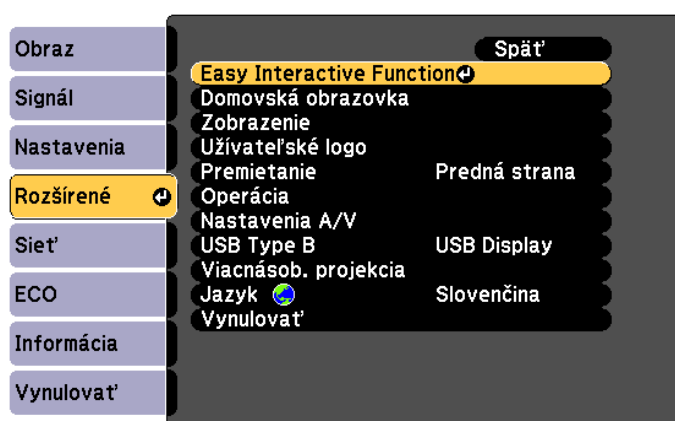 Obraz
Signál
Nastavenia
Rozšírené
Sieť
ECO
Informácia
Vynulovať
Späť
Easy Interactive Function
Domovská obrazovka
Zobrazenie
Užívateľské logo
Premietanie Predná strana
Operácia
Nastavenia A/V
USB Type B USB Display
Viacnásob. projekcia
Jazyk Slovenčina
Vynulovať